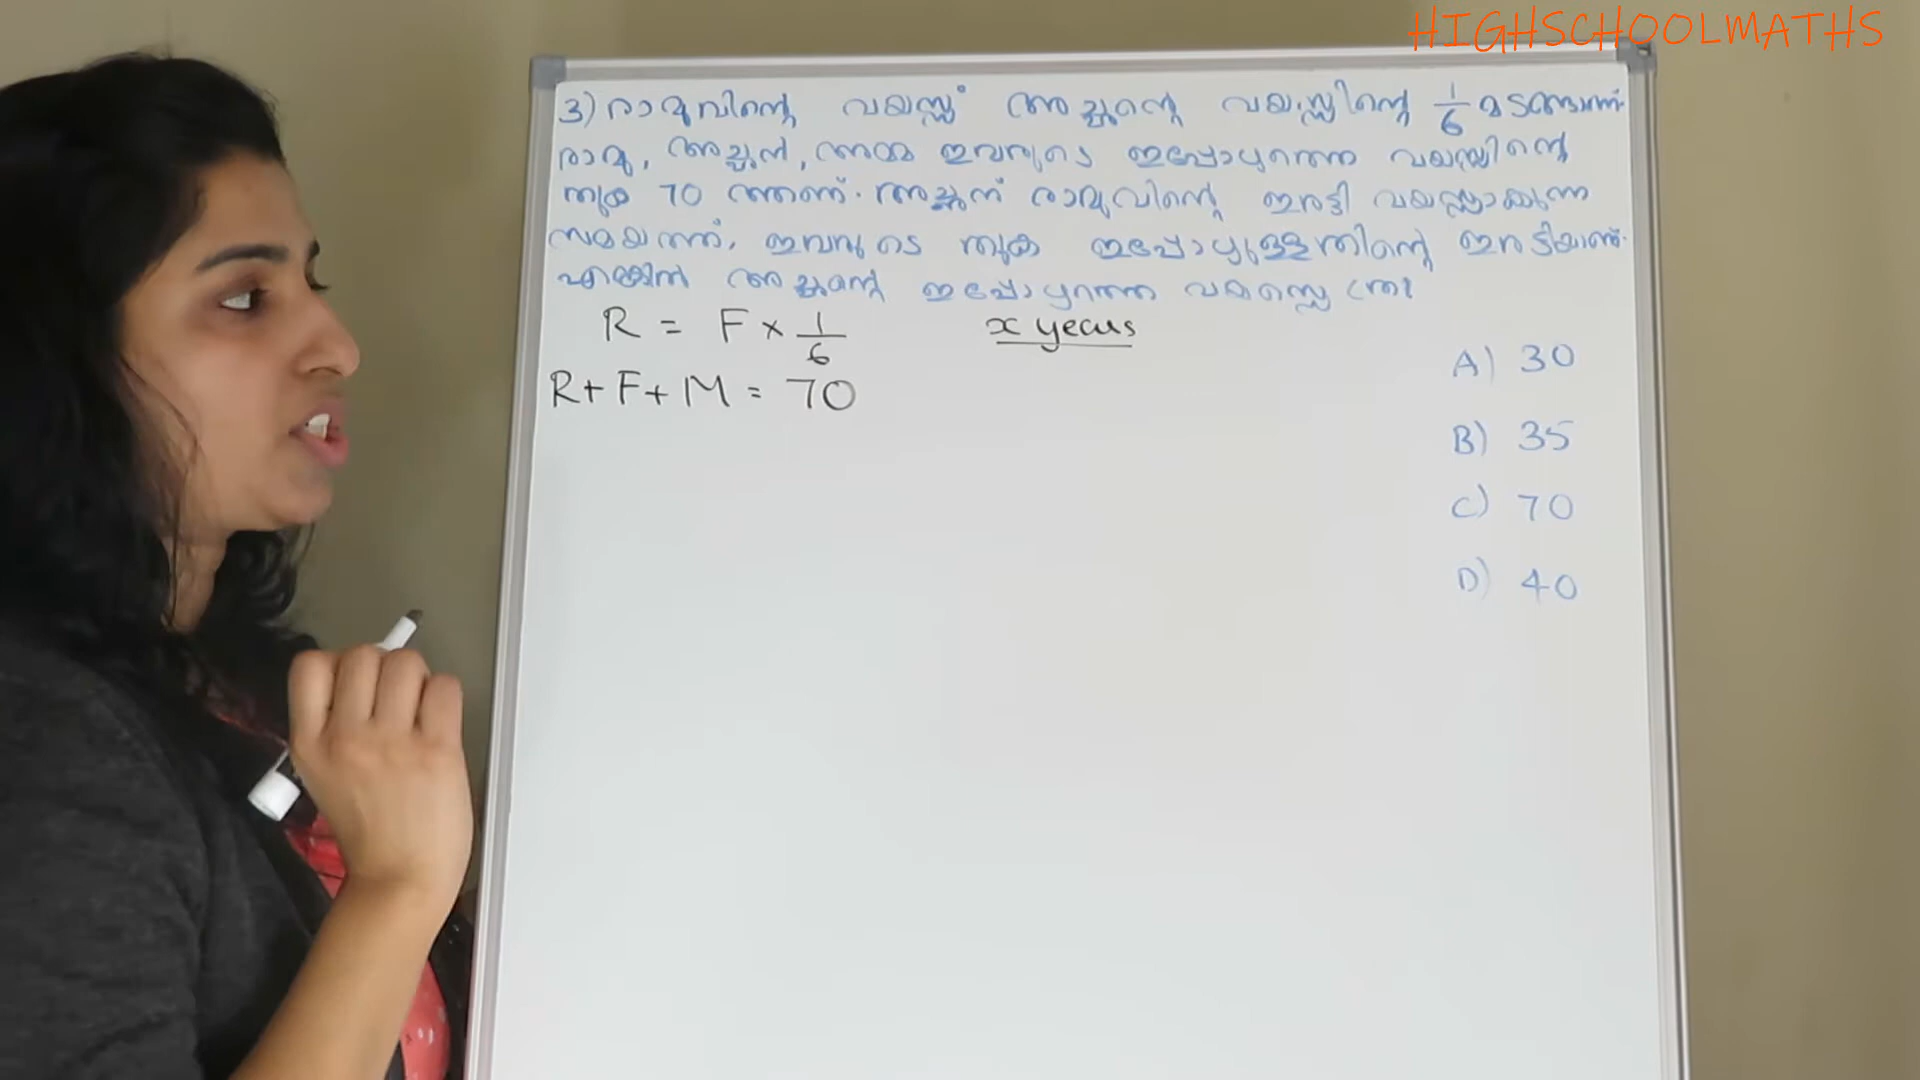 HIGHSCHOOLMATHS
3) രാമുവിന്റെ വയസ്സ് അച്ഛന്റെ വയസ്സിന്റെ 1/6 മടങ്ങാണ്.
രാമു, അച്ഛൻ, അമ്മ ഇവരുടെ ഇപ്പോഴത്തെ വയസ്സിന്റെ
തുക 70 ആണ്. അച്ഛന് രാമുവിന്റെ ഇരട്ടി വയസ്സാകുന്ന
സമയത്ത്, ഇവരുടെ തുക ഇപ്പോഴുള്ളതിന്റെ ഇരട്ടിയാണ്.
എങ്കിൽ അച്ഛന്റെ ഇപ്പോഴത്തെ വയസ്സെത്ര?
R = F × 1/6
x years
R + F + M = 70
A) 30
B) 35
C) 70
D) 40